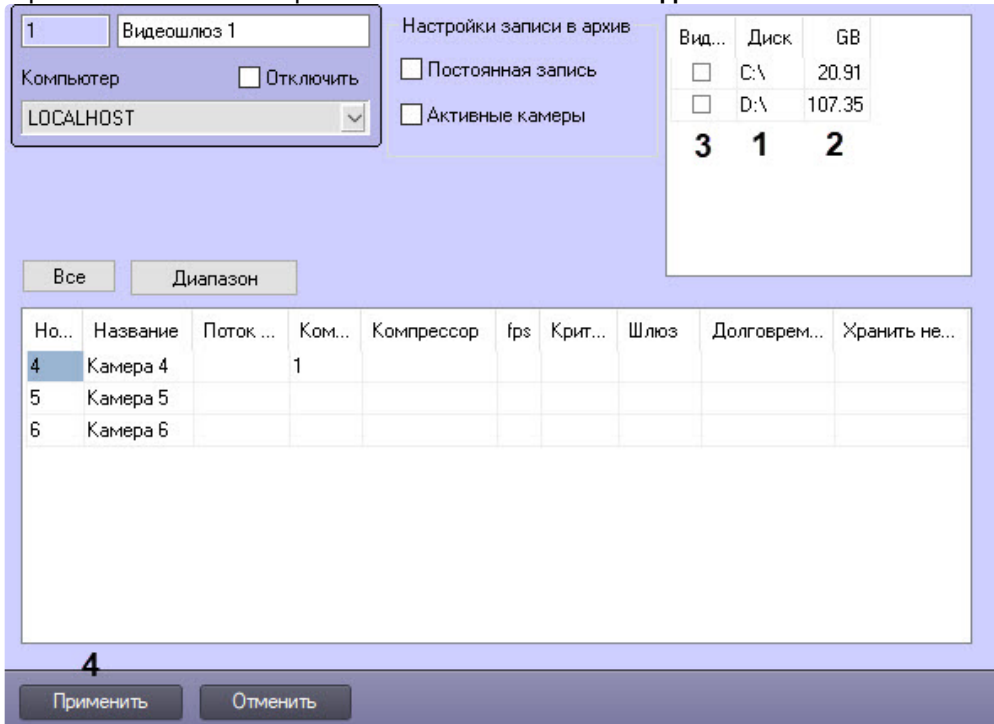 1 Видеошлюз 1
Компьютер Отключить
LOCALHOST
Настройки записи в архив
Постоянная запись
Активные камеры
Вид... Диск GB
C:\ 20.91
D:\ 107.35
3 1 2
Все Диапазон
Но... Название Поток ... Ком... Компрессор fps Крит... Шлюз Долговрем... Хранить не...
4 Камера 4 1
5 Камера 5
6 Камера 6
4
Применить Отменить